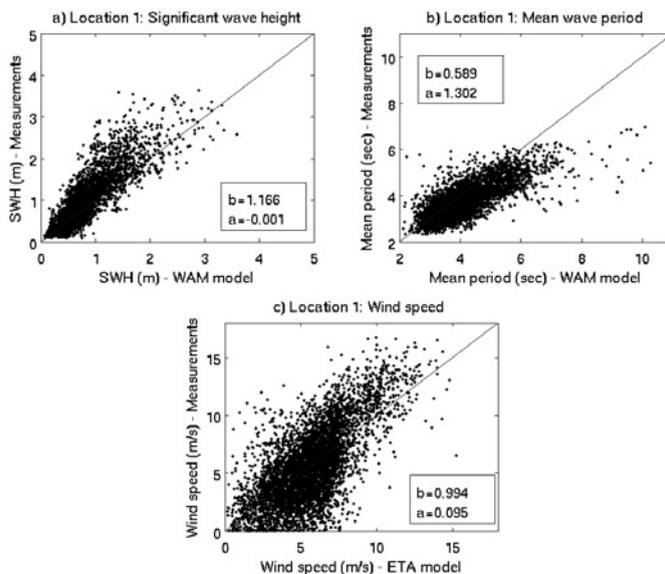 a) Location 1: Significant wave height
5
4
3
2
1
0
SWH (m) - Measurements
b=1.166
a=-0.001
0 1 2 3 4 5
SWH (m) - WAM model
b) Location 1: Mean wave period
10
8
6
4
2
Mean period (sec) - Measurements
b=0.589
a=1.302
2 4 6 8 10
Mean period (sec) - WAM model
c) Location 1: Wind speed
15
10
5
0
Wind speed (m/s) - Measurements
b=0.994
a=0.095
0 5 10 15
Wind speed (m/s) - ETA model